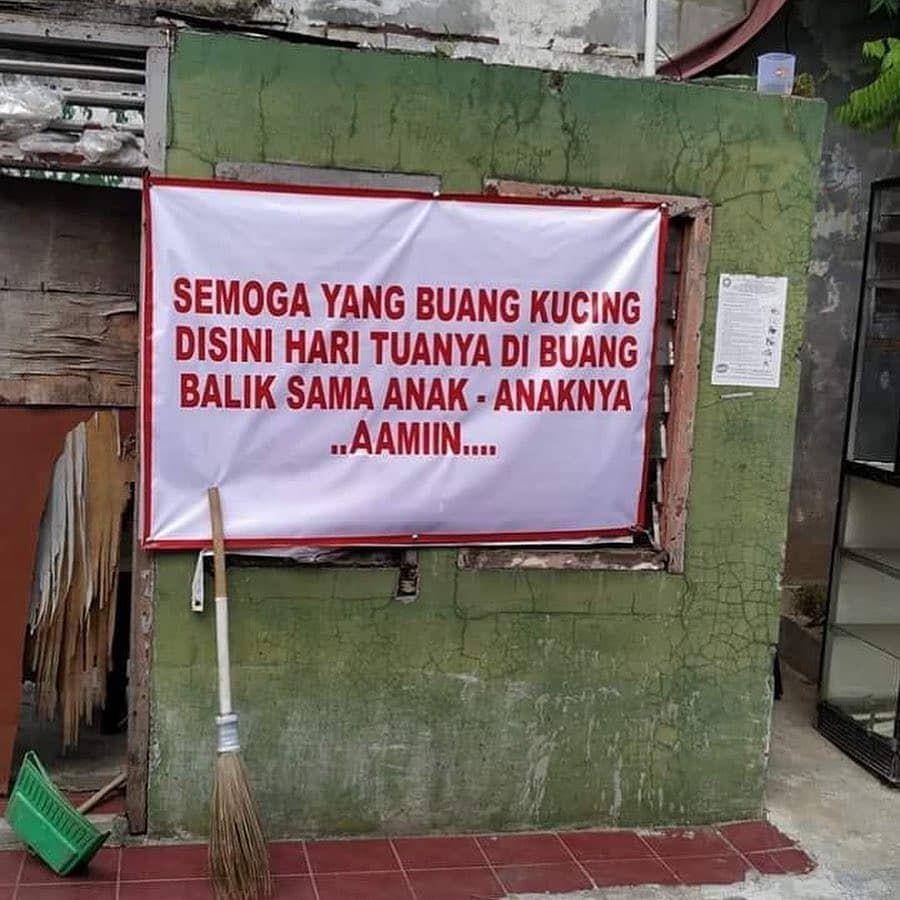 SEMOGA YANG BUANG KUCING
DISINI HARI TUANYA DI BUANG
BALIK SAMA ANAK - ANAKNYA
..AAMIIN....